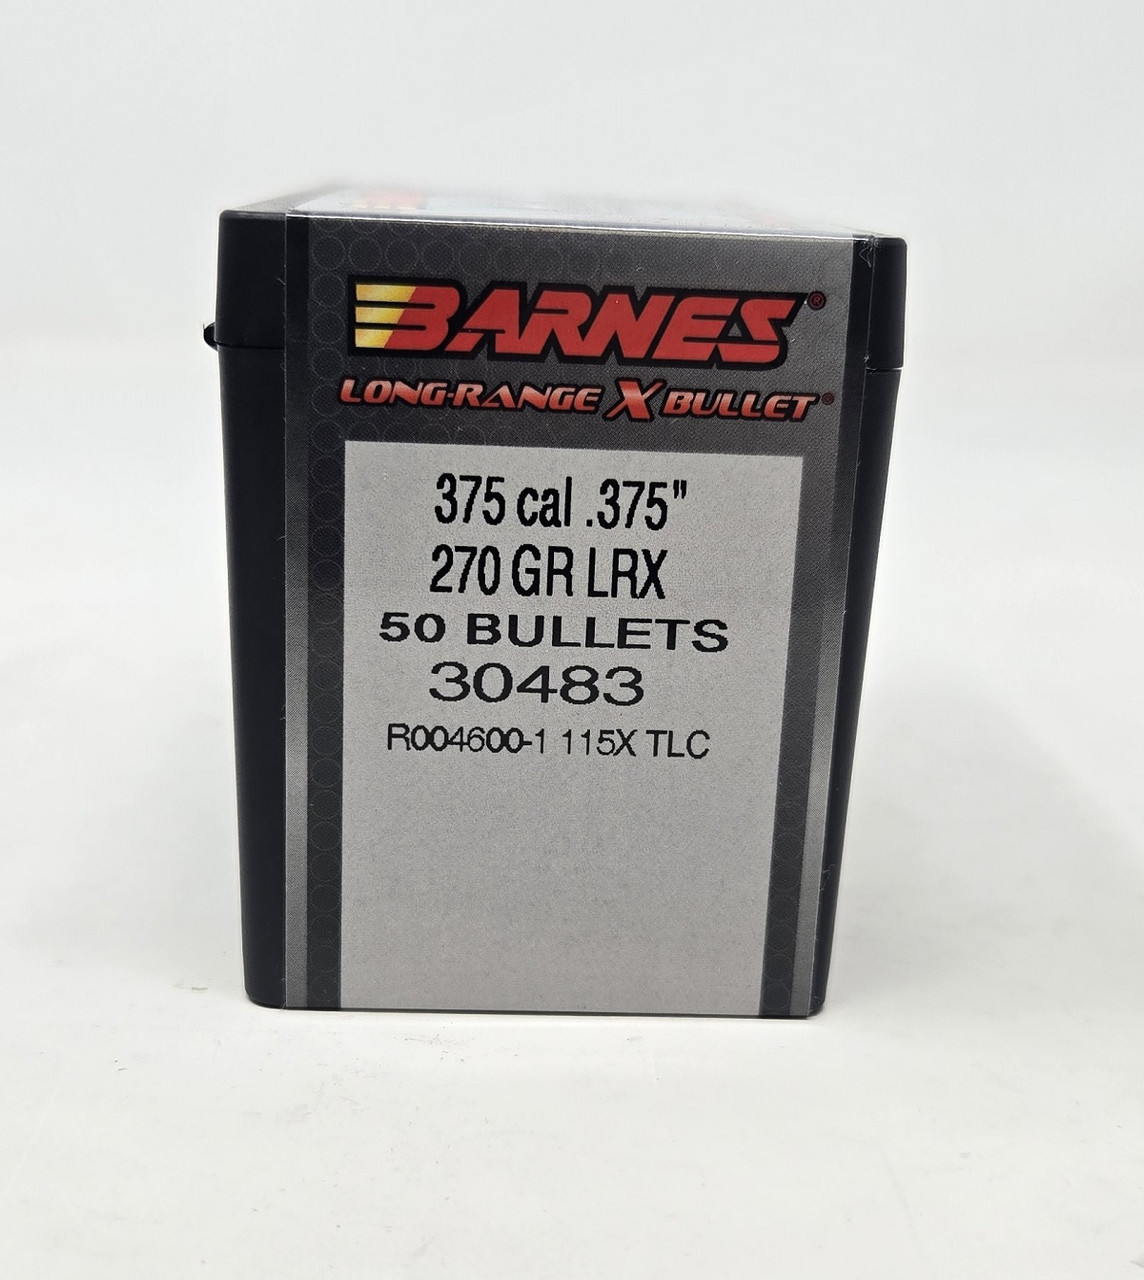 BARNES®
LONG-RANGE X BULLET®
375 cal .375"
270 GR LRX
50 BULLETS
30483
R004600-1 115X TLC